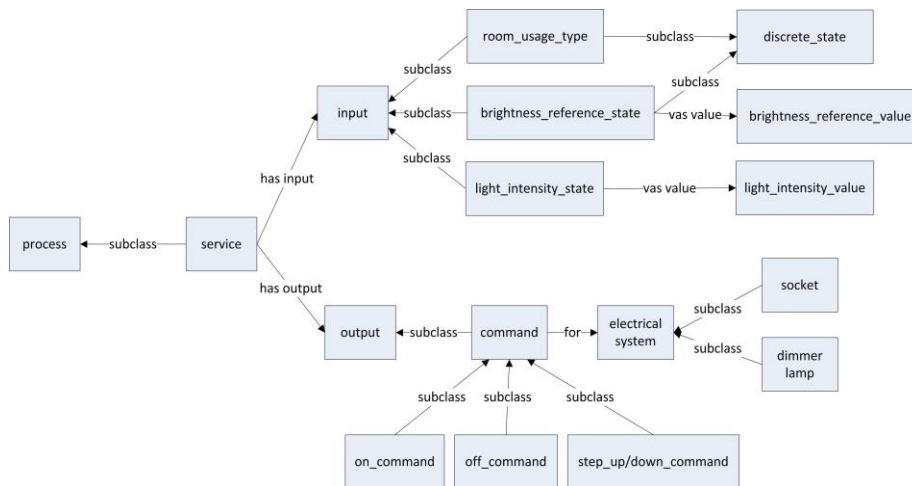 room_usage_type
subclass
discrete_state
subclass
subclass
input
subclass
brightness_reference_state
vas value
brightness_reference_value
subclass
has input
light_intensity_state
vas value
light_intensity_value
process
subclass
service
has output
socket
subclass
output
subclass
command
for
electrical
system
subclass
dimmer
lamp
subclass
subclass
subclass
on_command
off_command
step_up/down_command